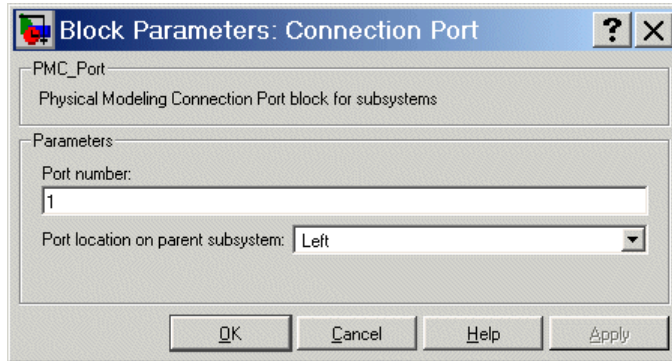 Block Parameters: Connection Port
PMC_Port
Physical Modeling Connection Port block for subsystems
Parameters
Port number:
1
Port location on parent subsystem: Left
OK Cancel Help Apply